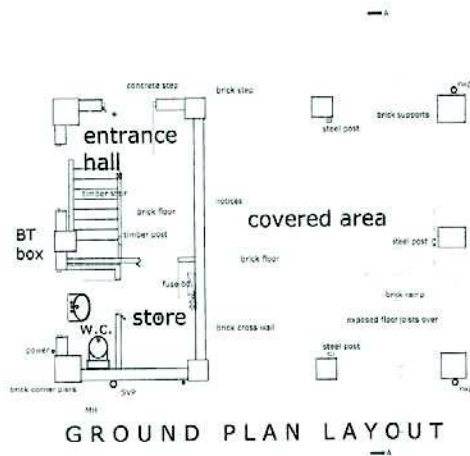 A
concrete step
brick step
rwp
brick supports
steel post
entrance
hall
timber stair
brick floor
notices
covered area
timber post
BT
box
steel post
brick floor
fuse bd
brick ramp
store
w.c.
exposed floor joists over
brick cross wall
power
steel post
brick corner piers
SVP
rwp
MH
GROUND PLAN LAYOUT
A